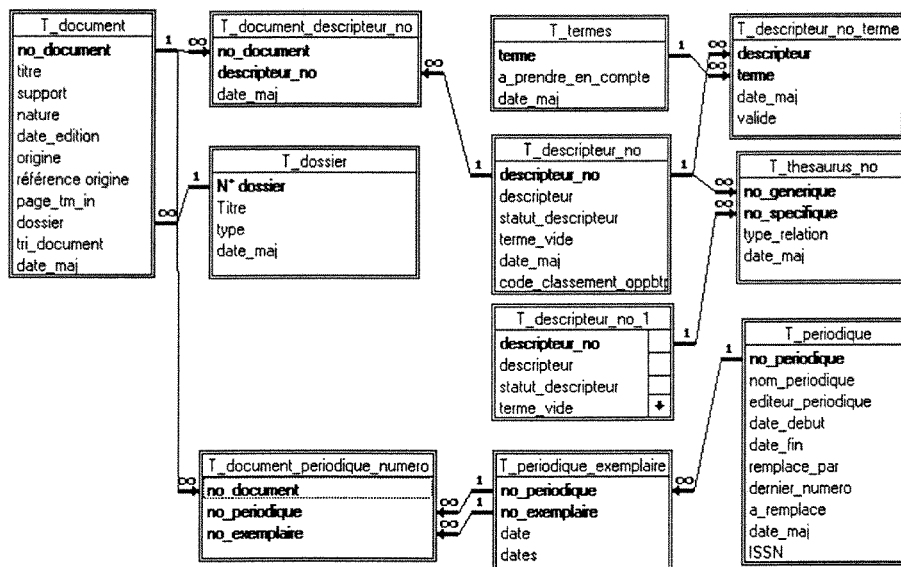 T_document
no_document
titre
support
nature
date_edition
origine
référence origine
page_tm_in
dossier
tri_document
date_maj
1
∞
1
∞
T_document_descripteur_no
no_document
descripteur_no
date_maj
∞
T_dossier
N° dossier
Titre
type
date_maj
T_termes
terme
a_prendre_en_compte
date_maj
1
T_descripteur_no_terme
descripteur
terme
date_maj
valide
∞
∞
T_descripteur_no
descripteur_no
descripteur
statut_descripteur
terme_vide
date_maj
code_classement_oppbtp
1
1
T_thesaurus_no
no_generique
no_specifique
type_relation
date_maj
∞
∞
T_descripteur_no_1
descripteur_no
descripteur
statut_descripteur
terme_vide
1
T_periodique
no_periodique
nom_periodique
editeur_periodique
date_debut
date_fin
remplace_par
dernier_numero
a_remplace
date_maj
ISSN
1
T_document_periodique_numero
no_document
no_periodique
no_exemplaire
∞
∞
∞
T_periodique_exemplaire
no_periodique
no_exemplaire
date
dates
1
1
∞